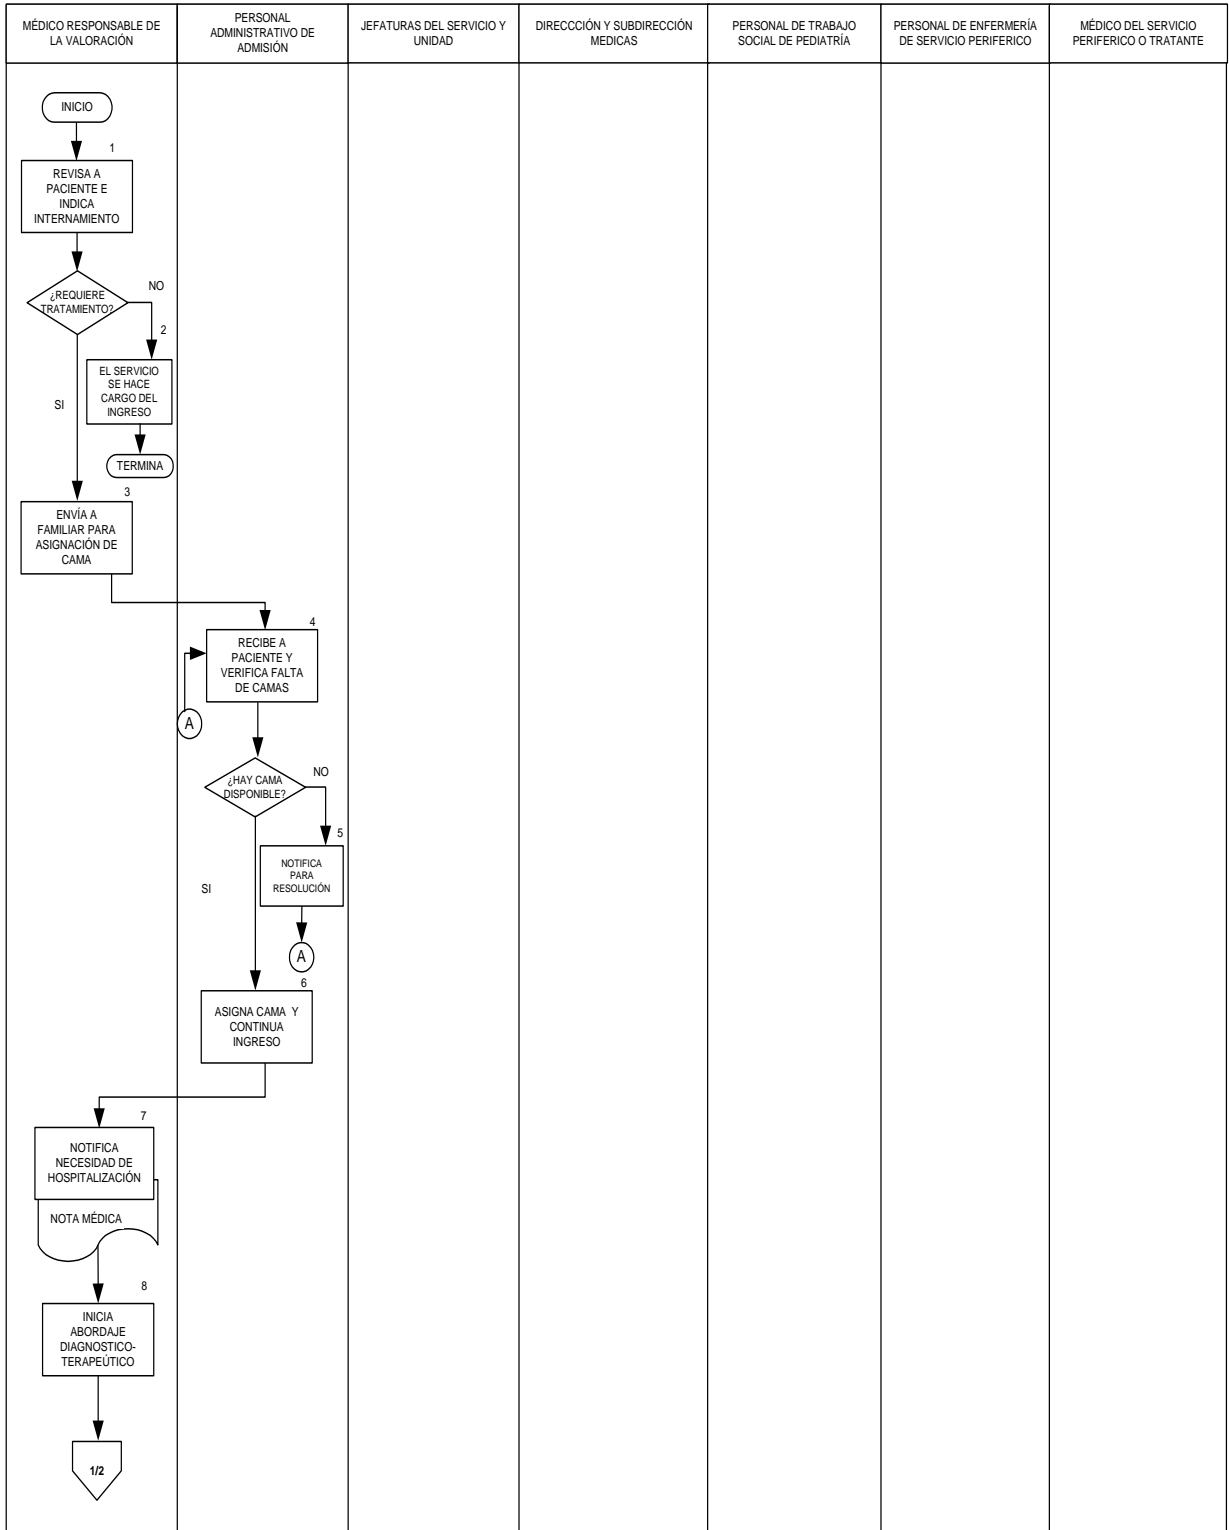 MÉDICO RESPONSABLE DE
LA VALORACIÓN
PERSONAL
ADMINISTRATIVO DE
ADMISIÓN
JEFATURAS DEL SERVICIO Y
UNIDAD
DIRECCCIÓN Y SUBDIRECCIÓN
MEDICAS
PERSONAL DE TRABAJO
SOCIAL DE PEDIATRÍA
PERSONAL DE ENFERMERÍA
DE SERVICIO PERIFERICO
MÉDICO DEL SERVICIO
PERIFERICO O TRATANTE
INICIO
1
REVISA A
PACIENTE E
INDICA
INTERNAMIENTO
¿REQUIERE
TRATAMIENTO?
NO
2
EL SERVICIO
SE HACE
CARGO DEL
INGRESO
SI
TERMINA
3
ENVÍA A
FAMILIAR PARA
ASIGNACIÓN DE
CAMA
4
RECIBE A
PACIENTE Y
VERIFICA FALTA
DE CAMAS
A
¿HAY CAMA
DISPONIBLE?
NO
5
NOTIFICA
PARA
RESOLUCIÓN
SI
A
6
ASIGNA CAMA Y
CONTINUA
INGRESO
7
NOTIFICA
NECESIDAD DE
HOSPITALIZACIÓN
NOTA MÉDICA
8
INICIA
ABORDAJE
DIAGNOSTICO-
TERAPEÚTICO
1/2